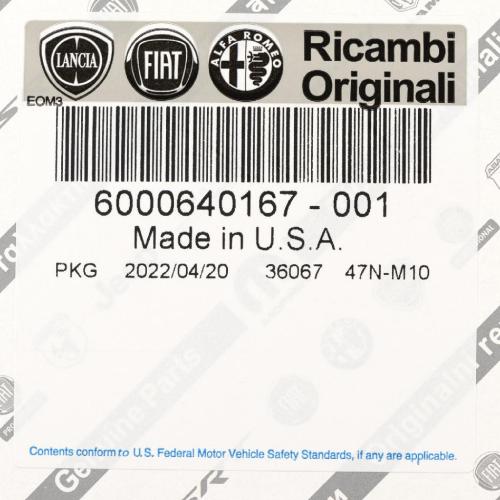 LANCIA FIAT ALFA ROMEO Ricambi
Originali
EOM3
6000640167 - 001
Made in U.S.A.
PKG 2022/04/20 36067 47N-M10
Contents conform to U.S. Federal Motor Vehicle Safety Standards, if any are applicable.